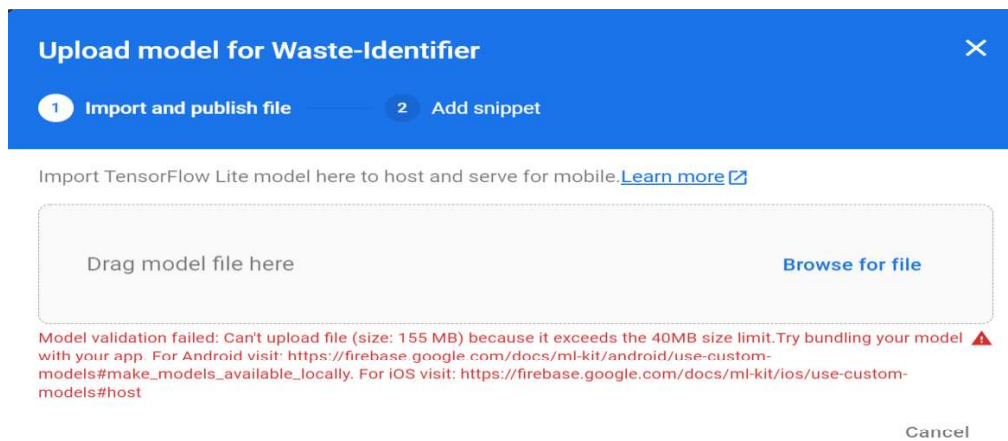 Upload model for Waste-Identifier
1 Import and publish file 2 Add snippet
Import TensorFlow Lite model here to host and serve for mobile.Learn more
Drag model file here Browse for file
Model validation failed: Can't upload file (size: 155 MB) because it exceeds the 40MB size limit.Try bundling your model
with your app. For Android visit: https://firebase.google.com/docs/ml-kit/android/use-custom-
models#make_models_available_locally. For iOS visit: https://firebase.google.com/docs/ml-kit/ios/use-custom-
models#host
Cancel